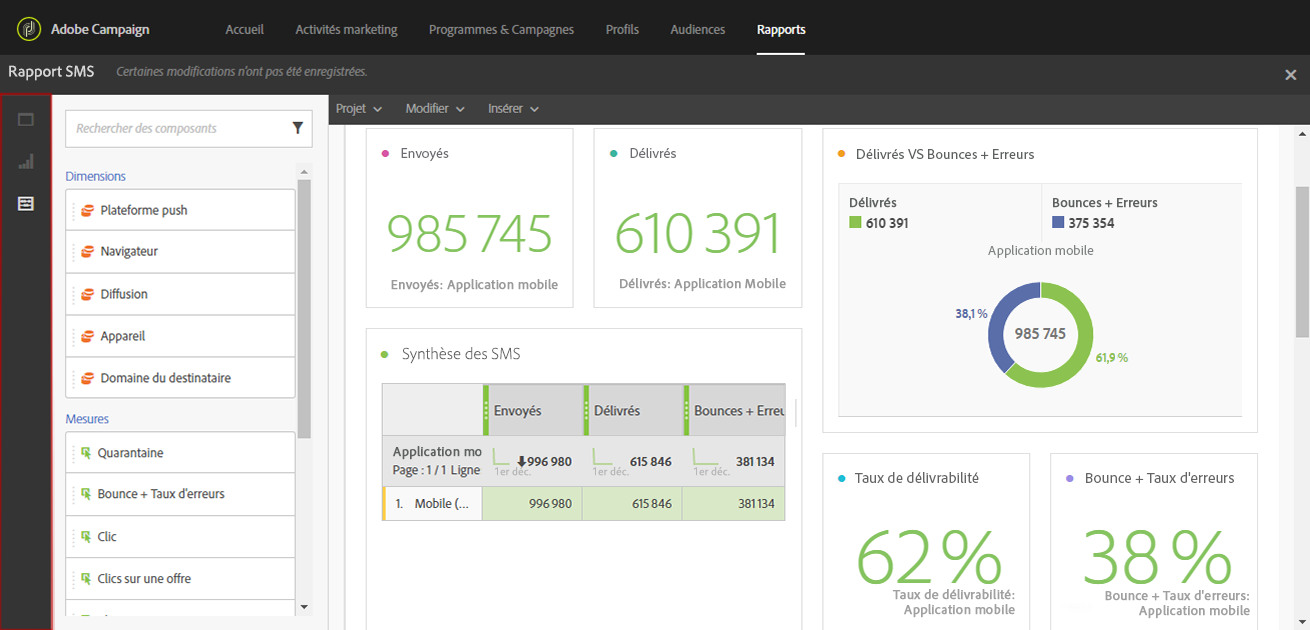 Adobe Campaign
Accueil
Activités marketing
Programmes & Campagnes
Profils
Audiences
Rapports
Rapport SMS
Certaines modifications n'ont pas été enregistrées.
Projet
Modifier
Insérer
Rechercher des composants
Dimensions
Plateforme push
Navigateur
Diffusion
Appareil
Domaine du destinataire
Mesures
Quarantaine
Bounce + Taux d'erreurs
Clic
Clics sur une offre
Envoyés
985 745
Envoyés: Application mobile
Délivrés
610 391
Délivrés: Application Mobile
Délivrés VS Bounces + Erreurs
Délivrés
610 391
Bounces + Erreurs
375 354
Application mobile
38,1 %
985 745
61,9 %
Synthèse des SMS
Envoyés
Délivrés
Bounces + Erreu
Application mo
Page : 1 / 1 Ligne
1er déc.
996 980
1er déc.
615 846
1er déc.
381 134
1. Mobile (...
996 980
615 846
381 134
Taux de délivrabilité
62 %
Taux de délivrabilité:
Application mobile
Bounce + Taux d'erreurs
38 %
Bounce + Taux d'erreurs:
Application mobile